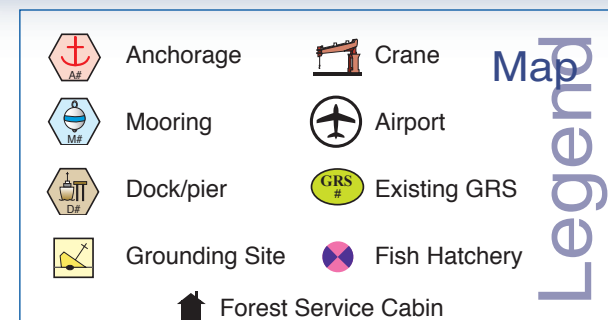 Map
Legend
A#
Anchorage
Crane
M#
Mooring
Airport
D#
Dock/pier
GRS
#
Existing GRS
Grounding Site
Fish Hatchery
Forest Service Cabin